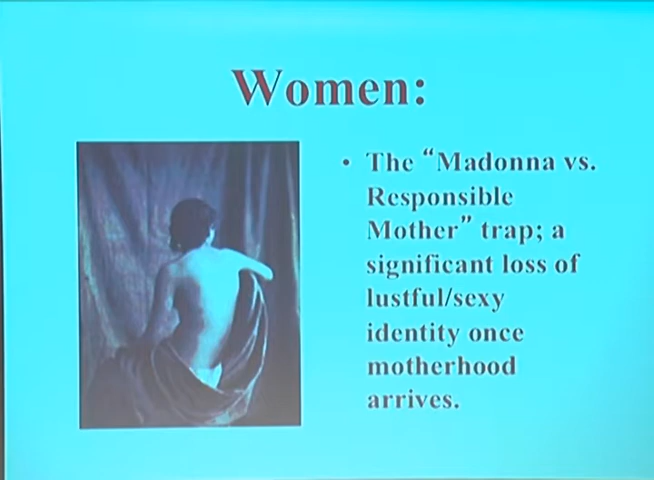 Women:
• The “Madonna vs.
Responsible
Mother” trap; a
significant loss of
lustful/sexy
identity once
motherhood
arrives.